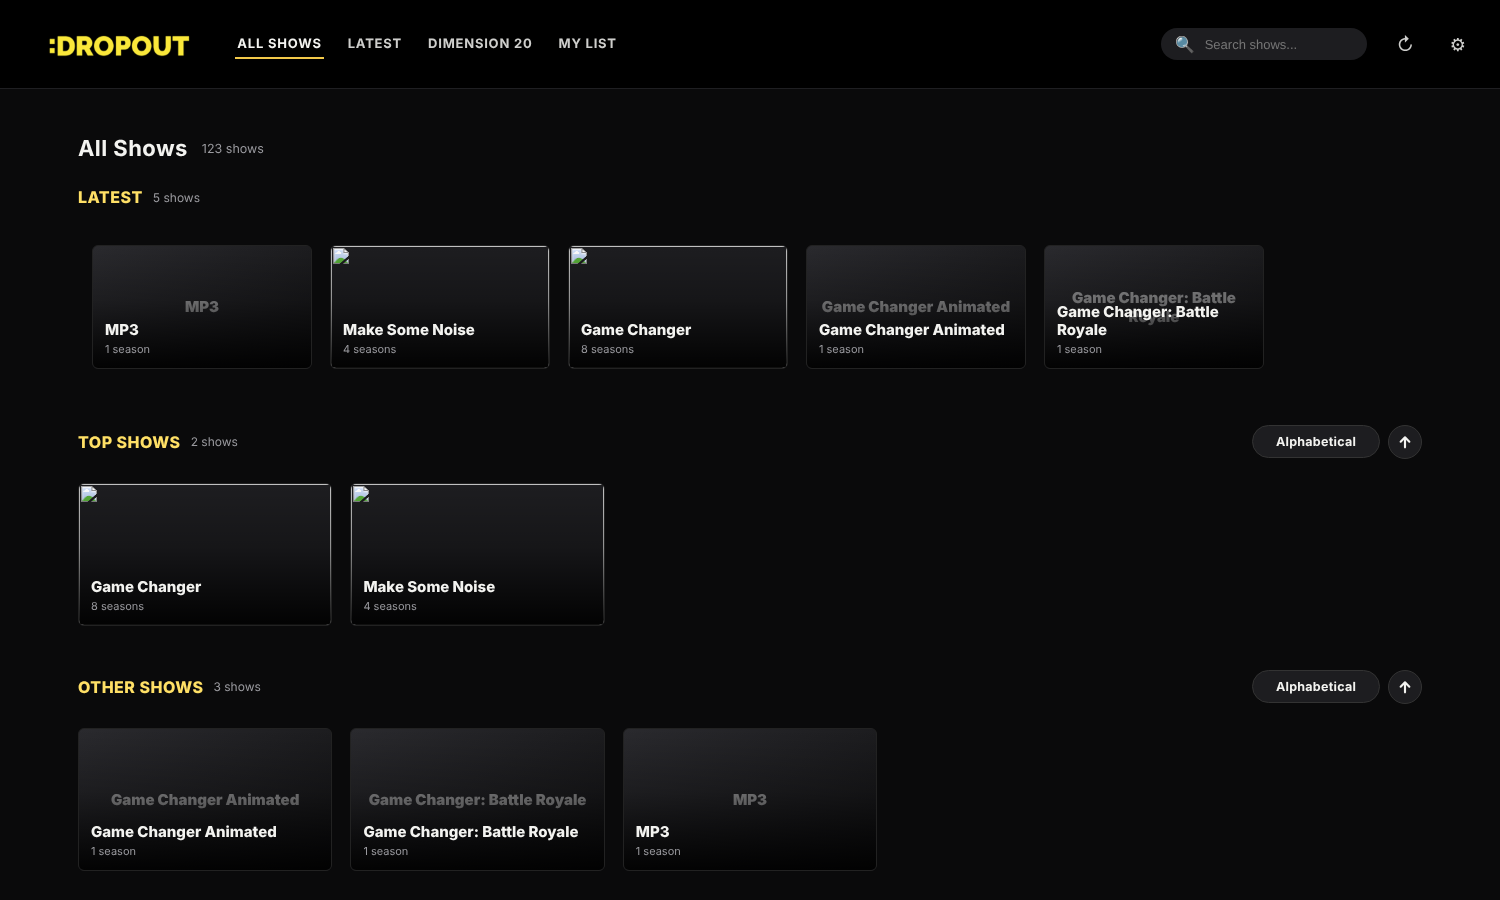 :DROPOUT
ALL SHOWS
LATEST
DIMENSION 20
MY LIST
Search shows...
All Shows
123 shows
LATEST
5 shows
MP3
MP3
1 season
Make Some Noise
4 seasons
Game Changer
8 seasons
Game Changer Animated
Game Changer Animated
1 season
Game Changer: Battle
Royale
Game Changer: Battle
Royale
1 season
TOP SHOWS
2 shows
Alphabetical
Game Changer
8 seasons
Make Some Noise
4 seasons
OTHER SHOWS
3 shows
Alphabetical
Game Changer Animated
Game Changer Animated
1 season
Game Changer: Battle Royale
Game Changer: Battle Royale
1 season
MP3
MP3
1 season